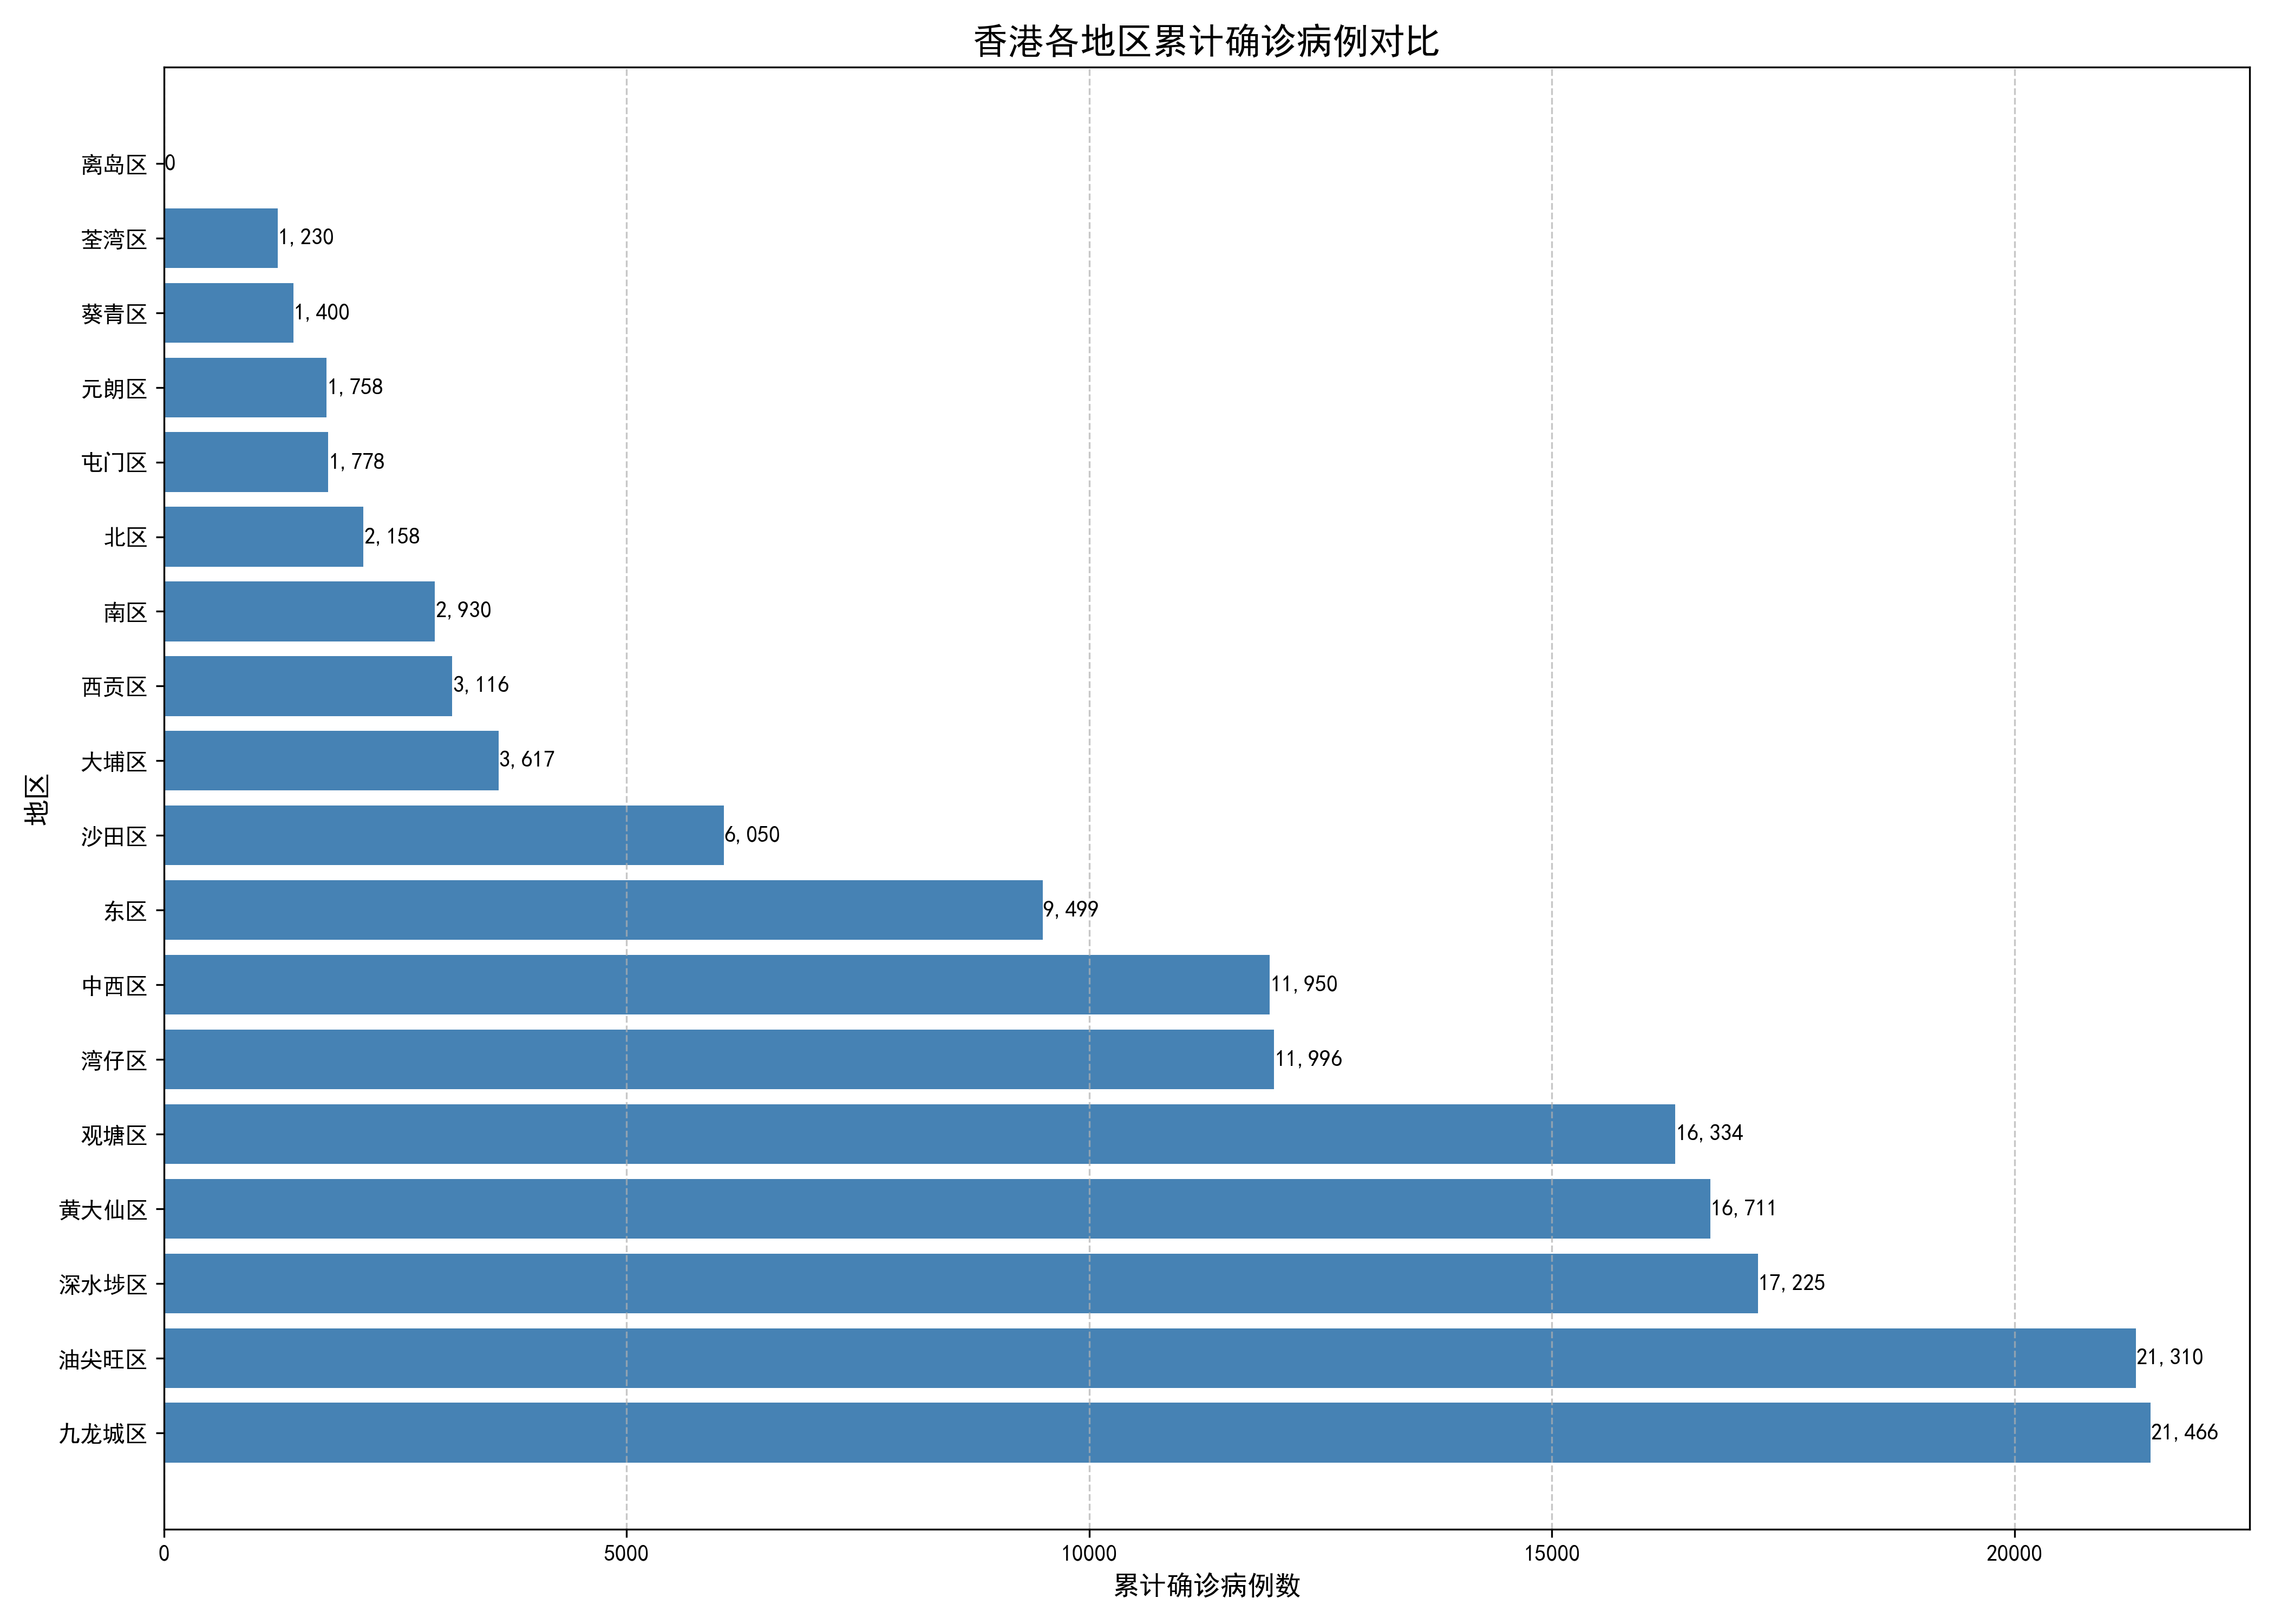 香港各地区累计确诊病例对比
离岛区 0
荃湾区 1,230
葵青区 1,400
元朗区 1,758
屯门区 1,778
北区 2,158
南区 2,930
西贡区 3,116
大埔区 3,617
沙田区 6,050
东区 9,499
中西区 11,950
湾仔区 11,996
观塘区 16,334
黄大仙区 16,711
深水埗区 17,225
油尖旺区 21,310
九龙城区 21,466
地区
0 5000 10000 15000 20000
累计确诊病例数